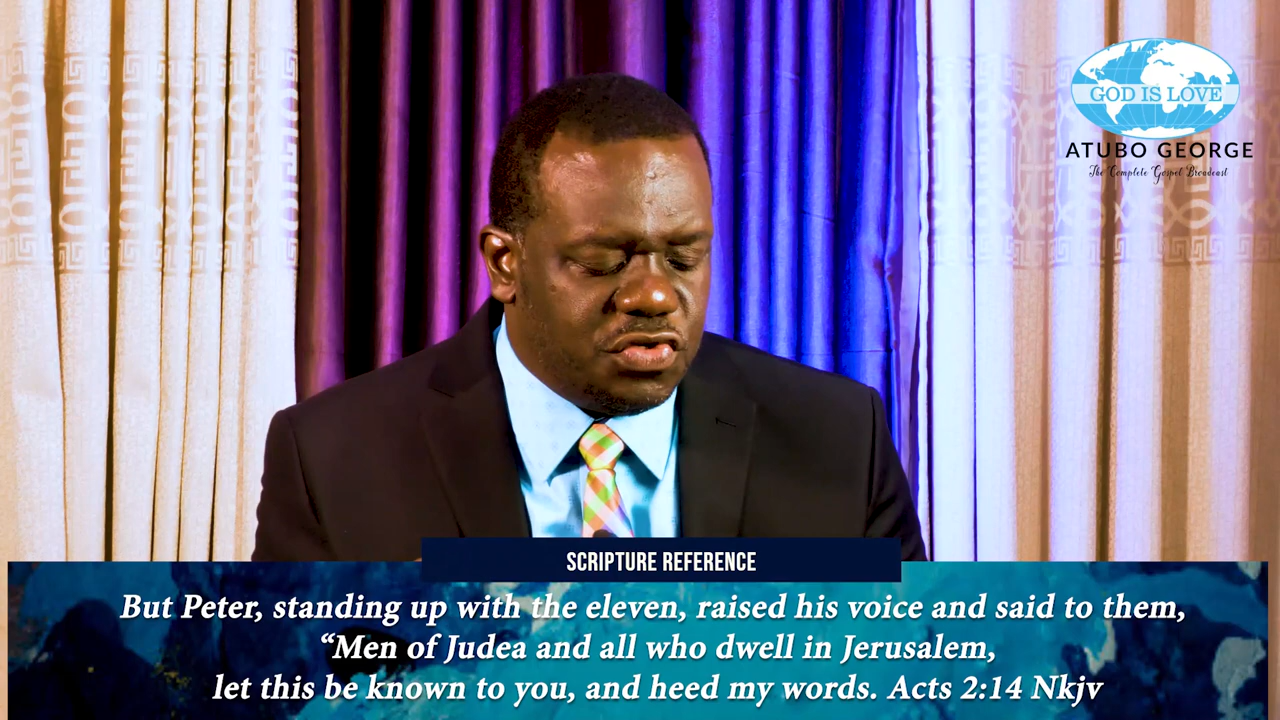 GOD IS LOVE
ATUBO GEORGE
The Complete Gospel Broadcast
SCRIPTURE REFERENCE
But Peter, standing up with the eleven, raised his voice and said to them,
“Men of Judea and all who dwell in Jerusalem,
let this be known to you, and heed my words. Acts 2:14 Nkjv